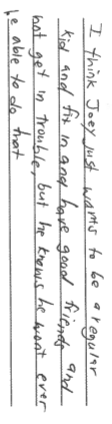 I think Joey just wants to be a regular
kid and fit in and have good friends and
not get in trouble, but he knows he wont ever
be able to do that